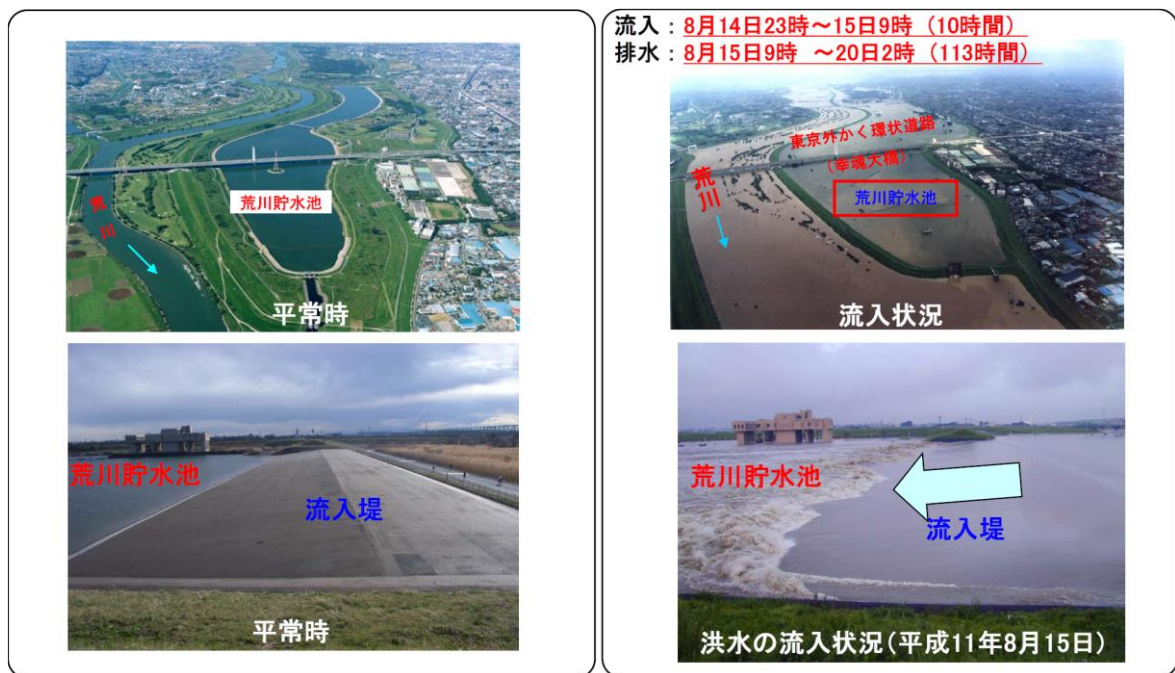 荒川貯水池
荒
川
平常時
荒川貯水池
流入堤
平常時
流入：8月14日23時～15日9時（10時間）
排水：8月15日9時 ～20日2時（113時間）
東京外かく環状道路
（幸魂大橋）
荒
川
荒川貯水池
流入状況
荒川貯水池
流入堤
洪水の流入状況（平成11年8月15日）